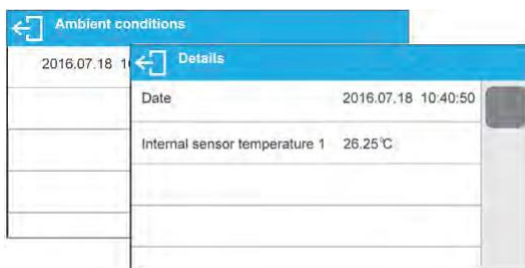 Ambient conditions
2016.07.18
Details
Date 2016.07.18 10:40:50
Internal sensor temperature 1 26.25°C